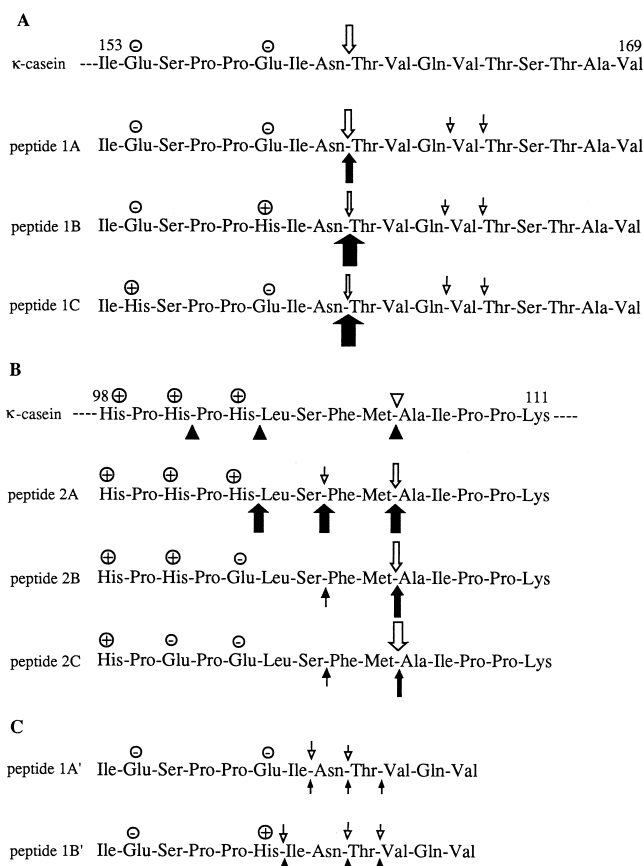 A
153 ⊖ ⊖ 169
κ-casein ---Ile-Glu-Ser-Pro-Pro-Glu-Ile-Asn-Thr-Val-Gln-Val-Thr-Ser-Thr-Ala-Val
⊖ ⊖
peptide 1A Ile-Glu-Ser-Pro-Pro-Glu-Ile-Asn-Thr-Val-Gln-Val-Thr-Ser-Thr-Ala-Val
⊖ ⊕
peptide 1B Ile-Glu-Ser-Pro-Pro-His-Ile-Asn-Thr-Val-Gln-Val-Thr-Ser-Thr-Ala-Val
⊕ ⊖
peptide 1C Ile-His-Ser-Pro-Pro-Glu-Ile-Asn-Thr-Val-Gln-Val-Thr-Ser-Thr-Ala-Val
B
98 ⊕ ⊕ ⊕ 111
κ-casein ----His-Pro-His-Pro-His-Leu-Ser-Phe-Met-Ala-Ile-Pro-Pro-Lys----
⊕ ⊕ ⊕
peptide 2A His-Pro-His-Pro-His-Leu-Ser-Phe-Met-Ala-Ile-Pro-Pro-Lys
⊕ ⊕ ⊖
peptide 2B His-Pro-His-Pro-Glu-Leu-Ser-Phe-Met-Ala-Ile-Pro-Pro-Lys
⊕ ⊖ ⊖
peptide 2C His-Pro-Glu-Pro-Glu-Leu-Ser-Phe-Met-Ala-Ile-Pro-Pro-Lys
C
⊖ ⊖
peptide 1A' Ile-Glu-Ser-Pro-Pro-Glu-Ile-Asn-Thr-Val-Gln-Val
⊖ ⊕
peptide 1B' Ile-Glu-Ser-Pro-Pro-His-Ile-Asn-Thr-Val-Gln-Val